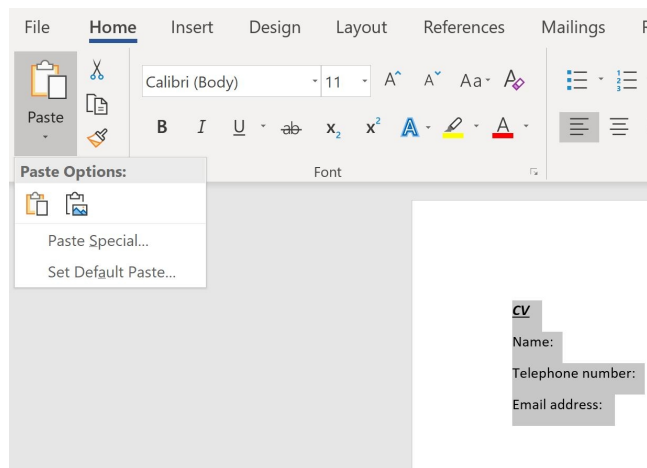 File Home Insert Design Layout References Mailings
Paste
Calibri (Body) 11 A A Aa A
B I U ab x2 x2 A A
Font
Paste Options:
Paste Special...
Set Default Paste...
CV
Name:
Telephone number:
Email address: